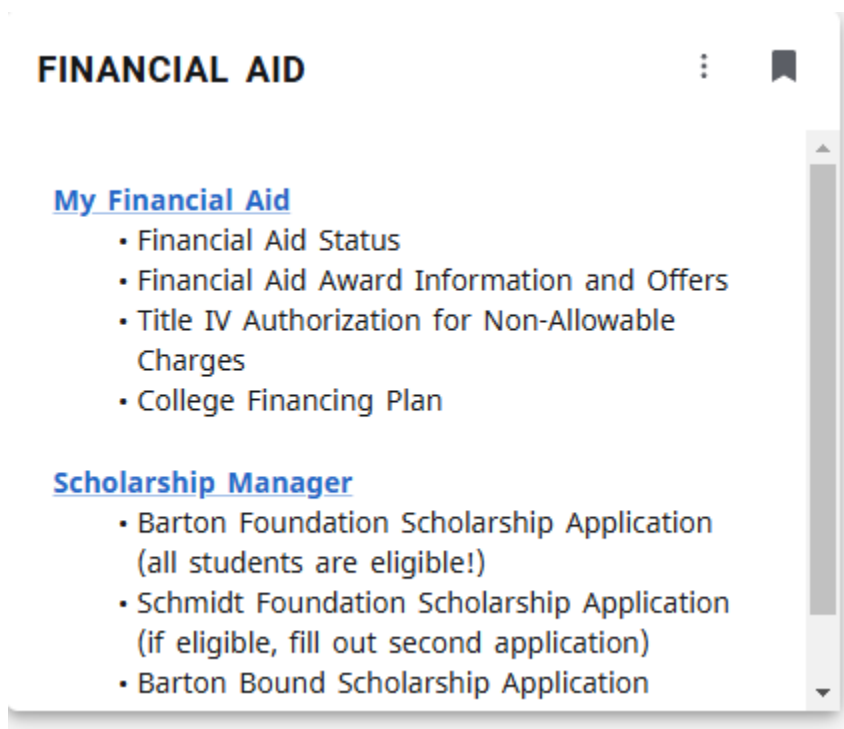 FINANCIAL AID
My Financial Aid
• Financial Aid Status
• Financial Aid Award Information and Offers
• Title IV Authorization for Non-Allowable
Charges
• College Financing Plan
Scholarship Manager
• Barton Foundation Scholarship Application
(all students are eligible!)
• Schmidt Foundation Scholarship Application
(if eligible, fill out second application)
• Barton Bound Scholarship Application